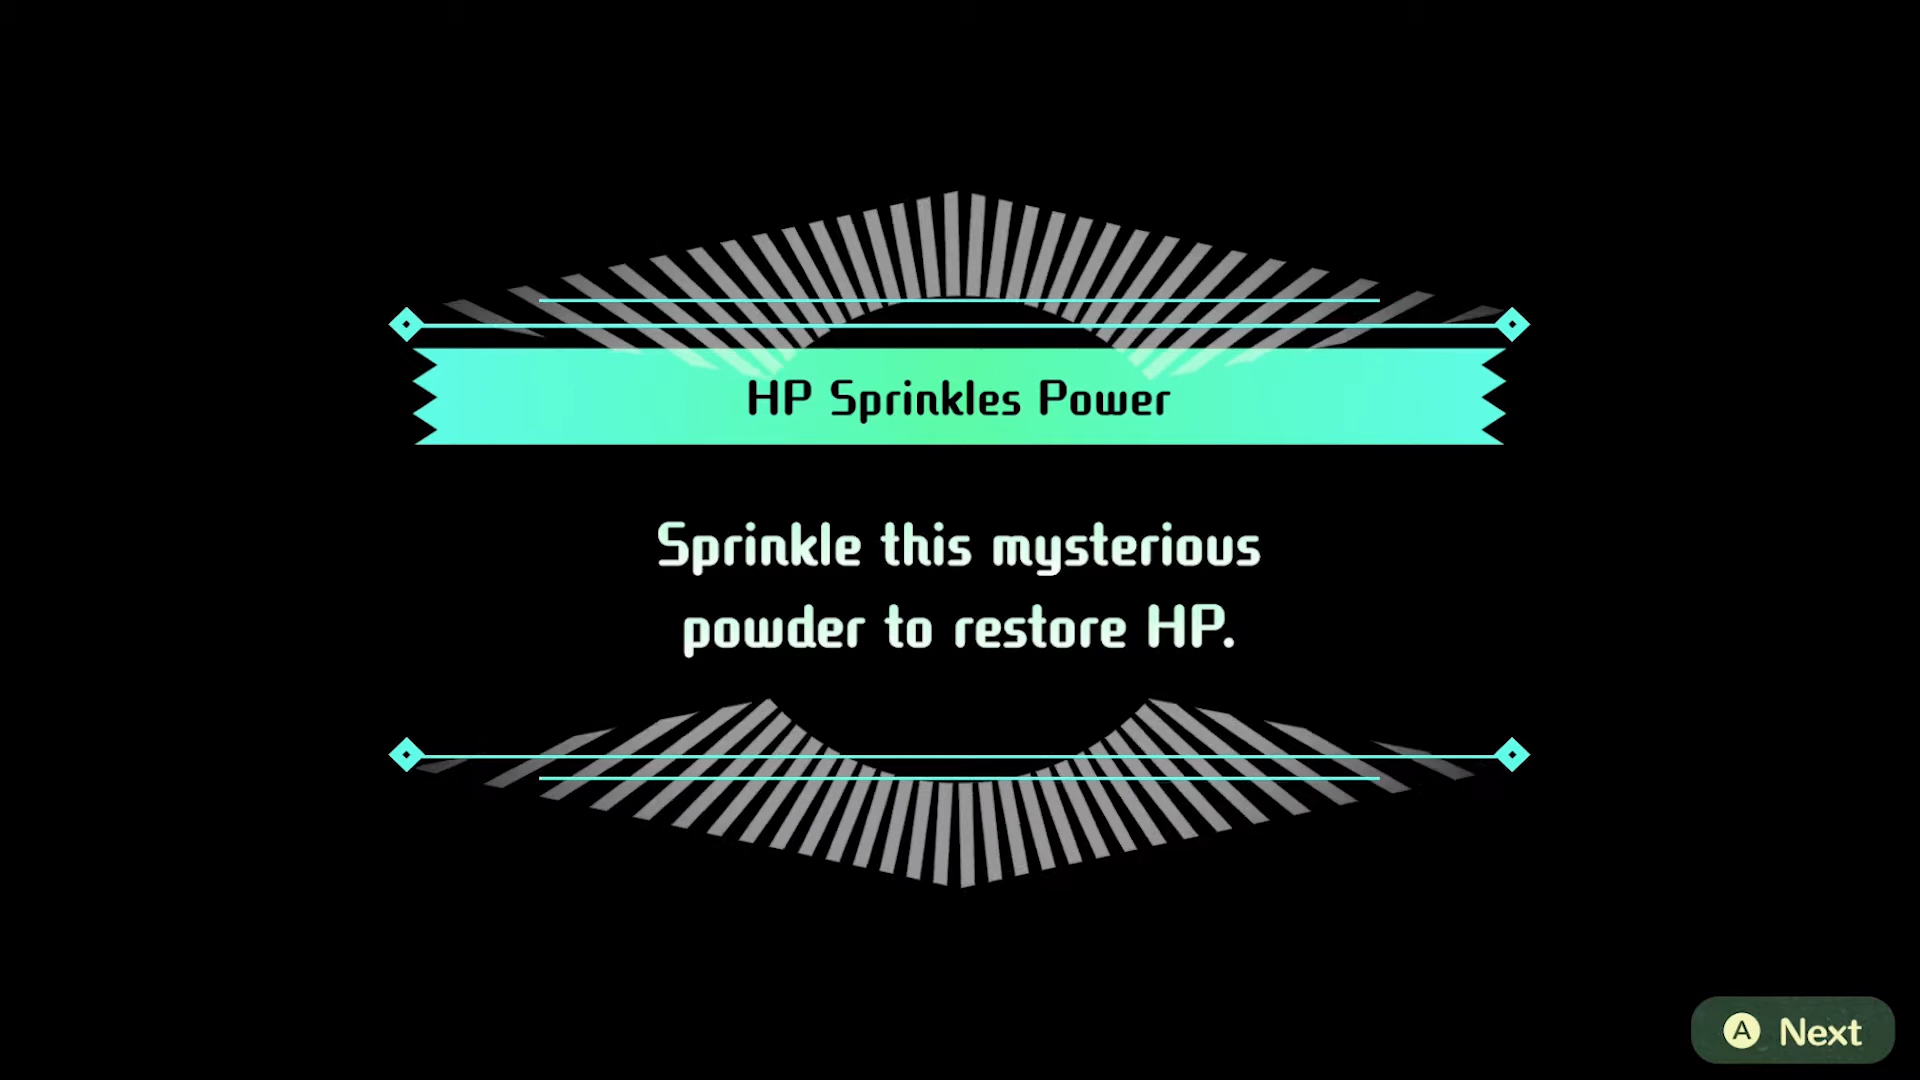 HP Sprinkles Power
Sprinkle this mysterious
powder to restore HP.
A Next